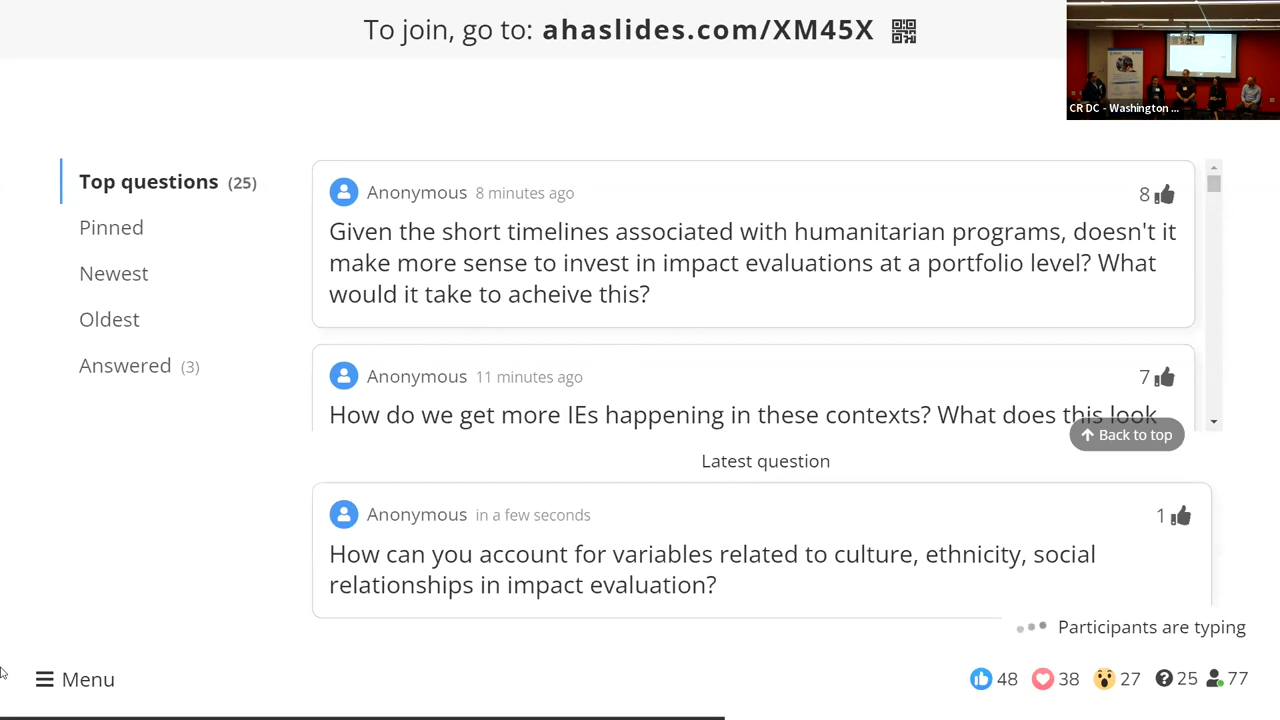 To join, go to: ahaslides.com/XM45X
CR DC - Washington ...
Top questions (25)
Pinned
Newest
Oldest
Answered (3)
Anonymous 8 minutes ago
8
Given the short timelines associated with humanitarian programs, doesn't it
make more sense to invest in impact evaluations at a portfolio level? What
would it take to acheive this?
Anonymous 11 minutes ago
7
How do we get more IEs happening in these contexts? What does this look
Back to top
Latest question
Anonymous in a few seconds
1
How can you account for variables related to culture, ethnicity, social
relationships in impact evaluation?
Participants are typing
Menu
48 38 27 25 77